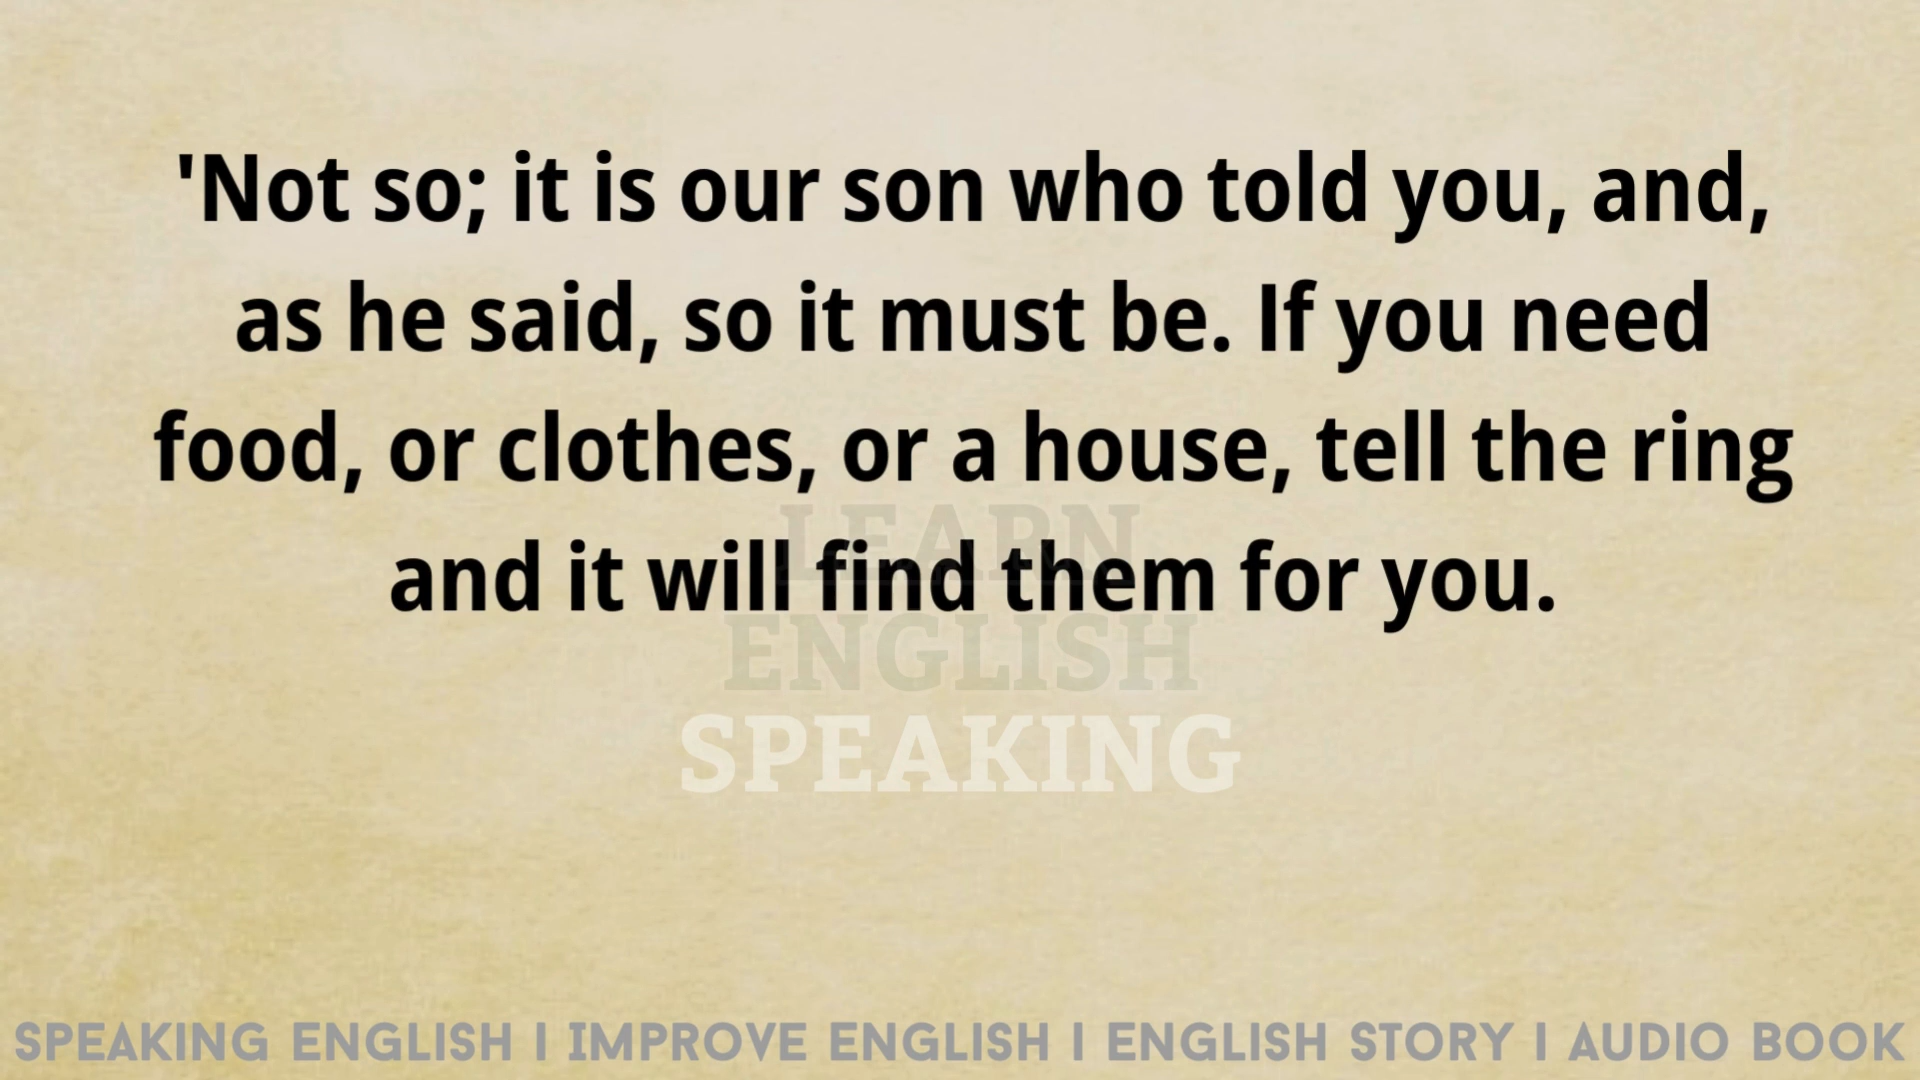 'Not so; it is our son who told you, and,
as he said, so it must be. If you need
food, or clothes, or a house, tell the ring
and it will find them for you.
LEARN
ENGLISH
SPEAKING
SPEAKING ENGLISH I IMPROVE ENGLISH I ENGLISH STORY I AUDIO BOOK